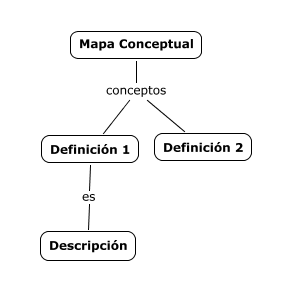 Mapa Conceptual
conceptos
Definición 1
Definición 2
es
Descripción